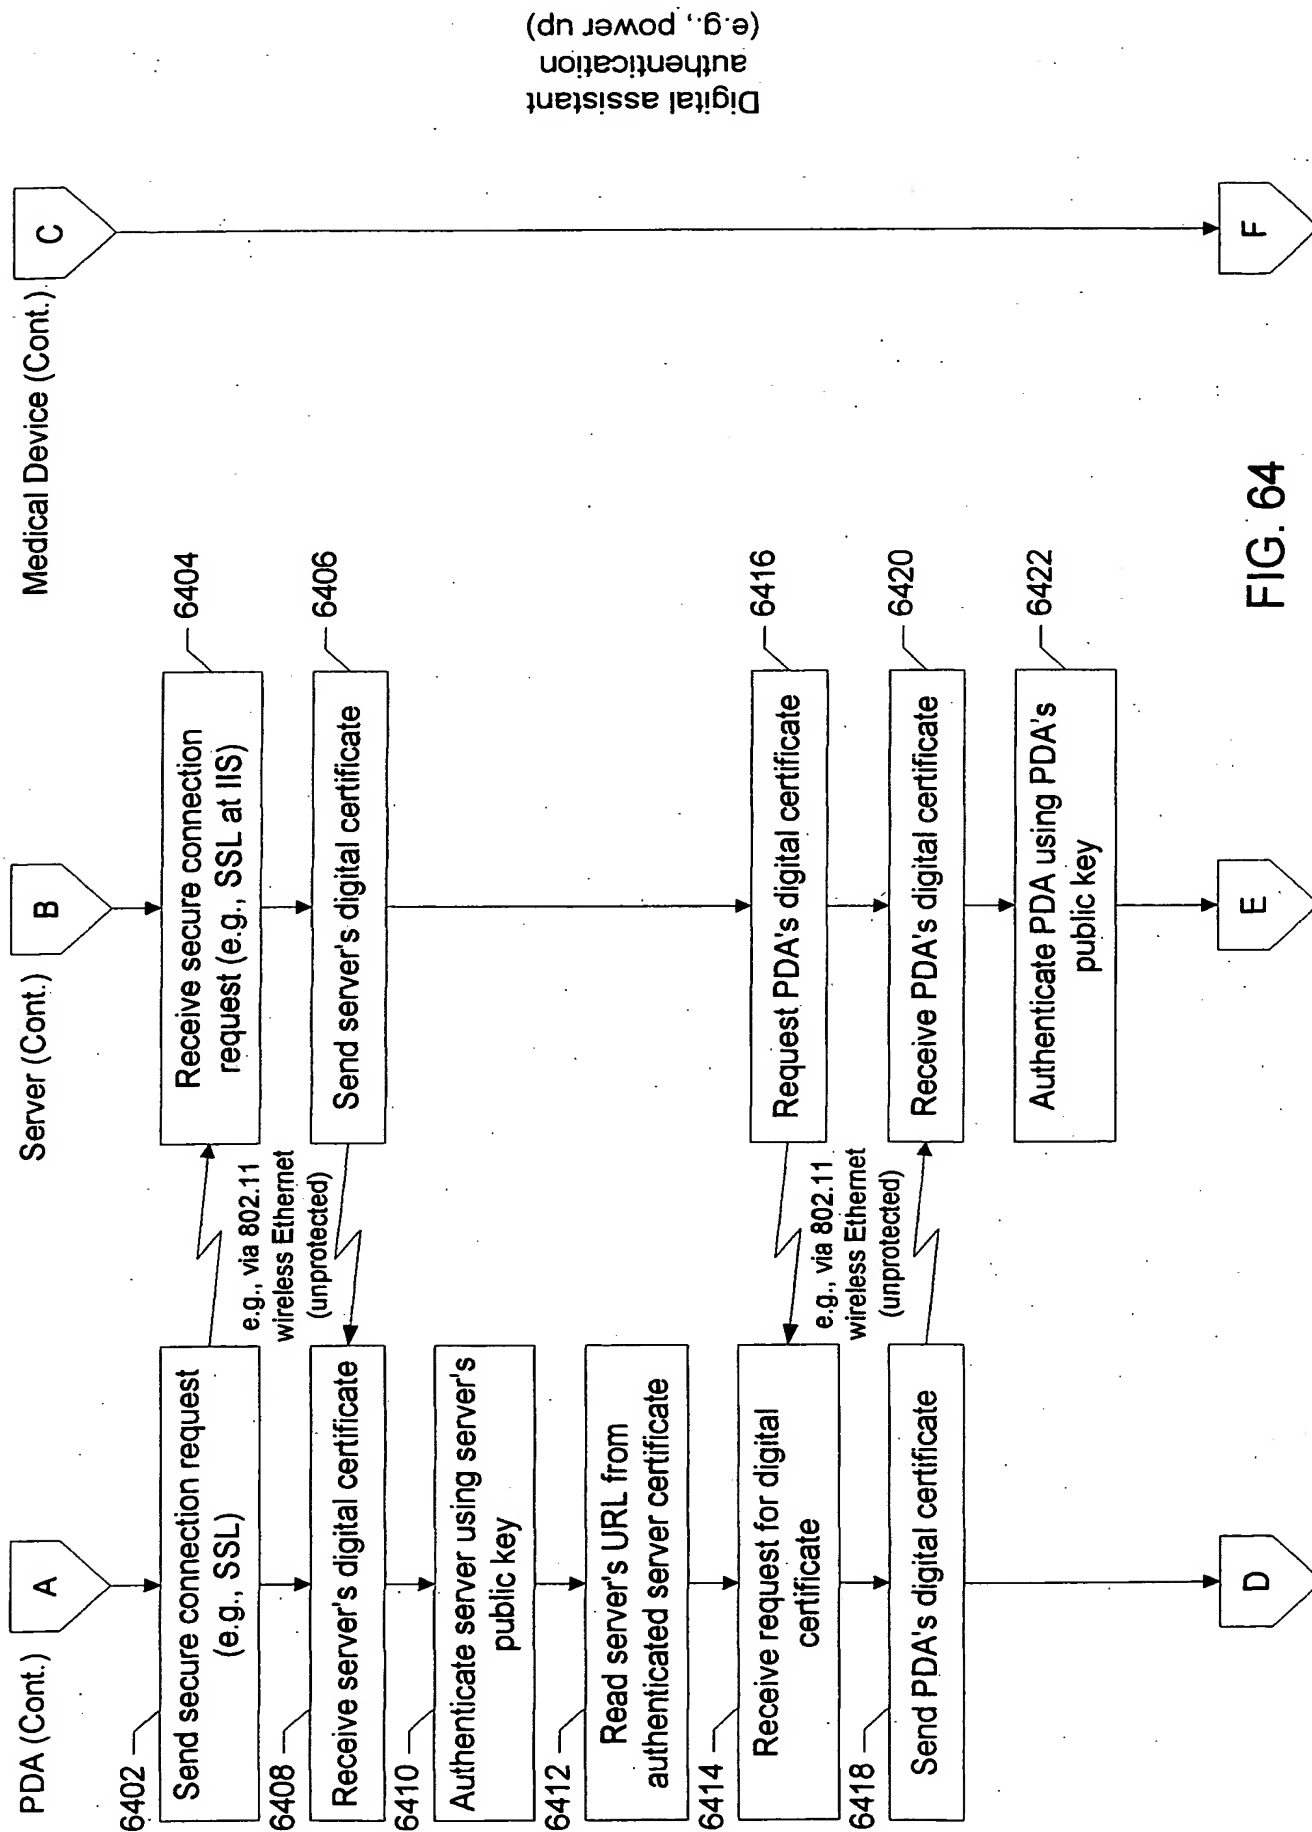 PDA (Cont.)
A
6402
Send secure connection request
(e.g., SSL)
6408
Receive server's digital certificate
6410
Authenticate server using server's
public key
6412
Read server's URL from
authenticated server certificate
6414
Receive request for digital
certificate
6418
Send PDA's digital certificate
D
e.g., via 802.11
wireless Ethernet
(unprotected)
e.g., via 802.11
wireless Ethernet
(unprotected)
Server (Cont.)
B
Receive secure connection
request (e.g., SSL at IIS)
6404
Send server's digital certificate
6406
Request PDA's digital certificate
6416
Receive PDA's digital certificate
6420
Authenticate PDA using PDA's
public key
6422
E
Medical Device (Cont.)
C
F
Digital assistant
authentication
(e.g., power up)
FIG. 64